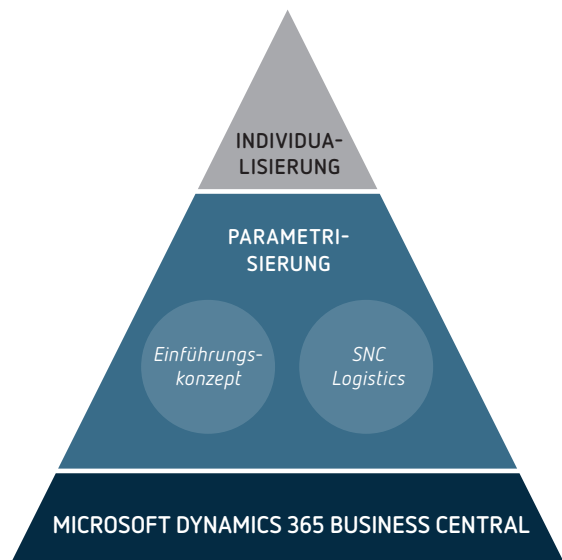 INDIVIDUA-
LISIERUNG
PARAMETRI-
SIERUNG
Einführungs-
konzept
SNC
Logistics
MICROSOFT DYNAMICS 365 BUSINESS CENTRAL